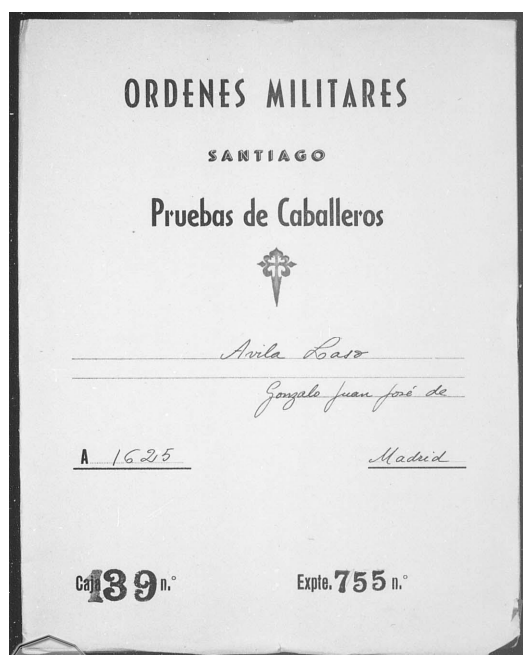 ORDENES MILITARES
SANTIAGO
Pruebas de Caballeros
Avila Laso
Gonzalo Juan José de
A 1625 Madrid
Caja 139 n.° Expte. 755 n.°